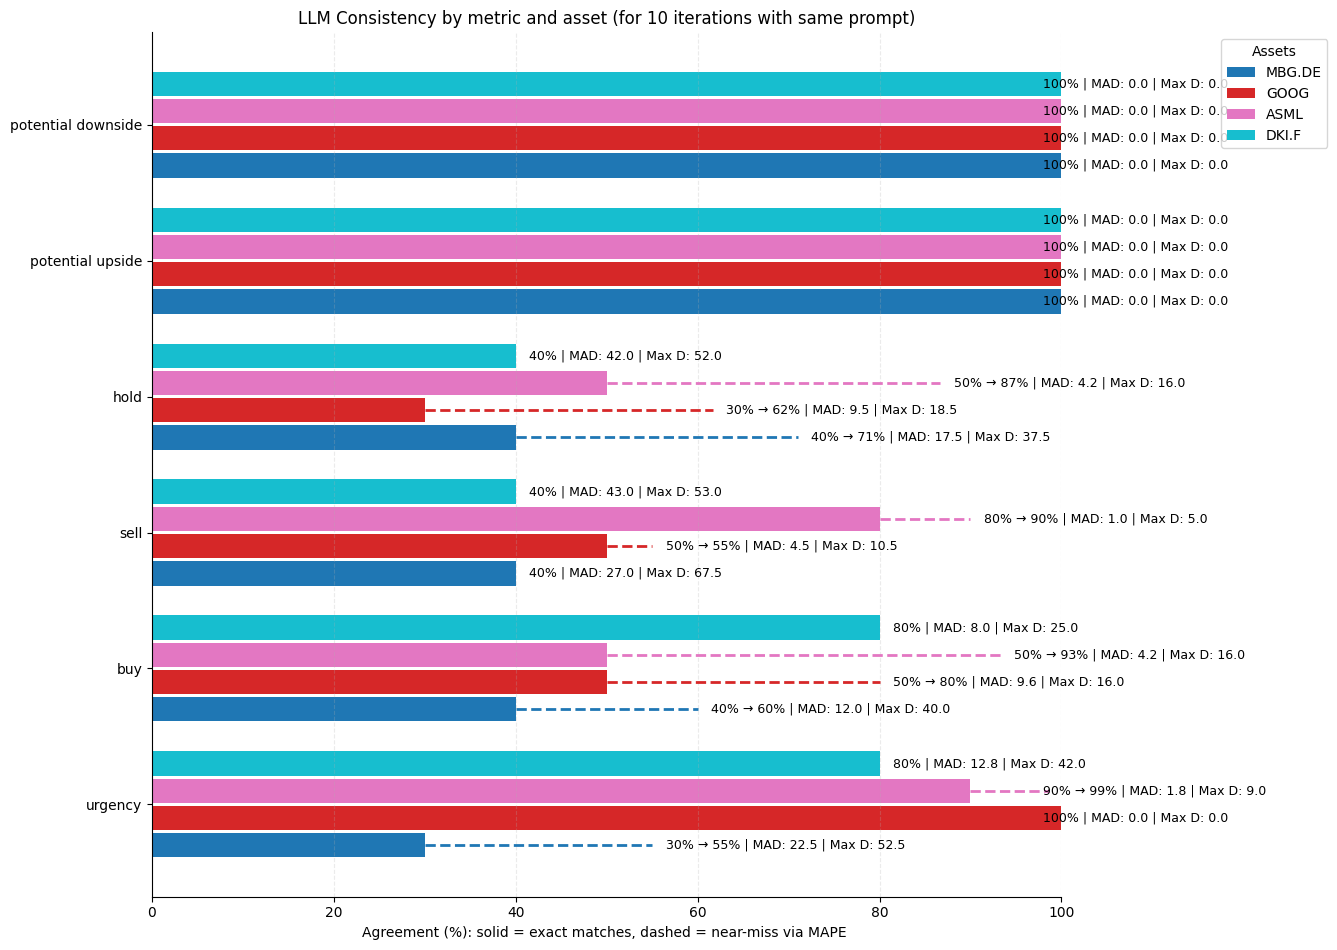 LLM Consistency by metric and asset (for 10 iterations with same prompt)
Assets
MBG.DE
GOOG
ASML
DKI.F
potential downside
100% | MAD: 0.0 | Max D: 0.0
100% | MAD: 0.0 | Max D: 0.0
100% | MAD: 0.0 | Max D: 0.0
100% | MAD: 0.0 | Max D: 0.0
potential upside
100% | MAD: 0.0 | Max D: 0.0
100% | MAD: 0.0 | Max D: 0.0
100% | MAD: 0.0 | Max D: 0.0
100% | MAD: 0.0 | Max D: 0.0
hold
40% | MAD: 42.0 | Max D: 52.0
50% → 87% | MAD: 4.2 | Max D: 16.0
30% → 62% | MAD: 9.5 | Max D: 18.5
40% → 71% | MAD: 17.5 | Max D: 37.5
sell
40% | MAD: 43.0 | Max D: 53.0
80% → 90% | MAD: 1.0 | Max D: 5.0
50% → 55% | MAD: 4.5 | Max D: 10.5
40% | MAD: 27.0 | Max D: 67.5
buy
80% | MAD: 8.0 | Max D: 25.0
50% → 93% | MAD: 4.2 | Max D: 16.0
50% → 80% | MAD: 9.6 | Max D: 16.0
40% → 60% | MAD: 12.0 | Max D: 40.0
urgency
80% | MAD: 12.8 | Max D: 42.0
90% → 99% | MAD: 1.8 | Max D: 9.0
100% | MAD: 0.0 | Max D: 0.0
30% → 55% | MAD: 22.5 | Max D: 52.5
0 20 40 60 80 100
Agreement (%): solid = exact matches, dashed = near-miss via MAPE